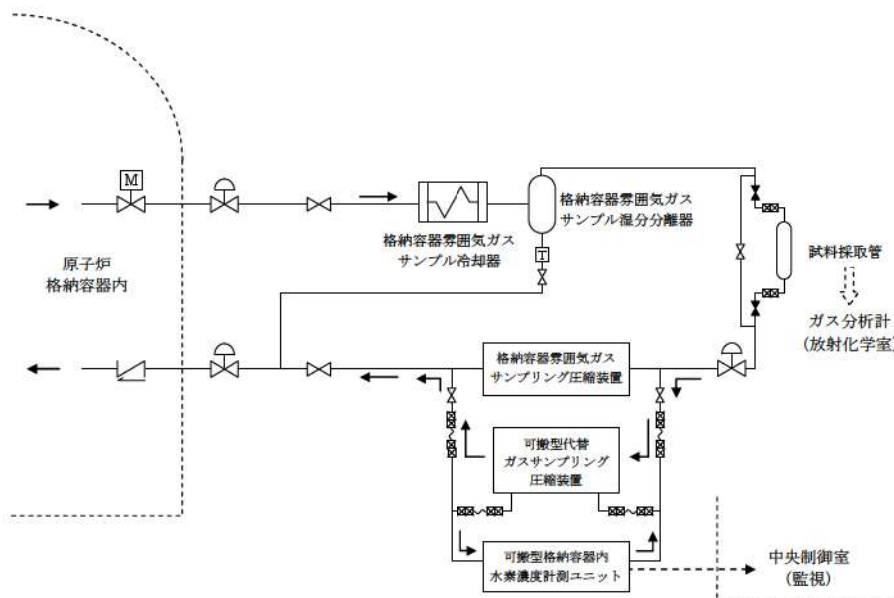 M
原子炉
格納容器内
格納容器雰囲気ガス
サンプル冷却器
格納容器雰囲気ガス
サンプル湿分分離器
T
試料採取管
ガス分析計
(放射化学室)
格納容器雰囲気ガス
サンプリング圧縮装置
可搬型代替
ガスサンプリング
圧縮装置
可搬型格納容器内
水素濃度計測ユニット
中央制御室
(監視)